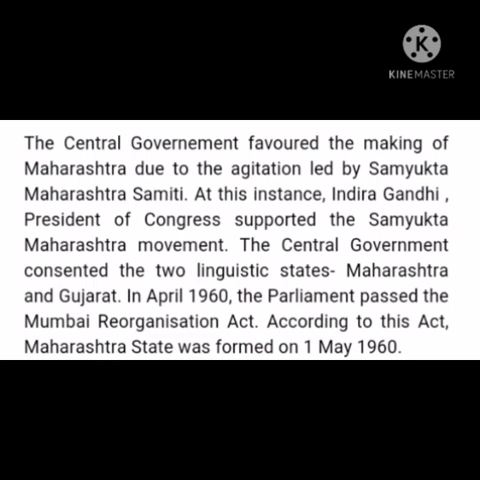 K
KINEMASTER
The Central Governement favoured the making of
Maharashtra due to the agitation led by Samyukta
Maharashtra Samiti. At this instance, Indira Gandhi ,
President of Congress supported the Samyukta
Maharashtra movement. The Central Government
consented the two linguistic states- Maharashtra
and Gujarat. In April 1960, the Parliament passed the
Mumbai Reorganisation Act. According to this Act,
Maharashtra State was formed on 1 May 1960.